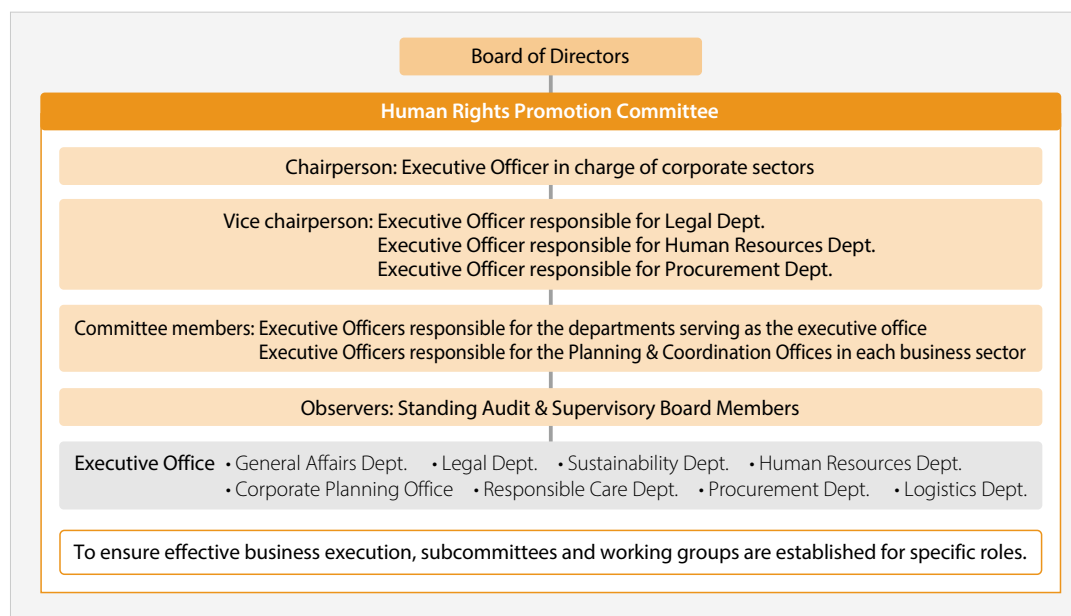 Board of Directors
Human Rights Promotion Committee
Chairperson: Executive Officer in charge of corporate sectors
Vice chairperson: Executive Officer responsible for Legal Dept.
Executive Officer responsible for Human Resources Dept.
Executive Officer responsible for Procurement Dept.
Committee members: Executive Officers responsible for the departments serving as the executive office
Executive Officers responsible for the Planning & Coordination Offices in each business sector
Observers: Standing Audit & Supervisory Board Members
Executive Office • General Affairs Dept. • Legal Dept. • Sustainability Dept. • Human Resources Dept.
• Corporate Planning Office • Responsible Care Dept. • Procurement Dept. • Logistics Dept.
To ensure effective business execution, subcommittees and working groups are established for specific roles.